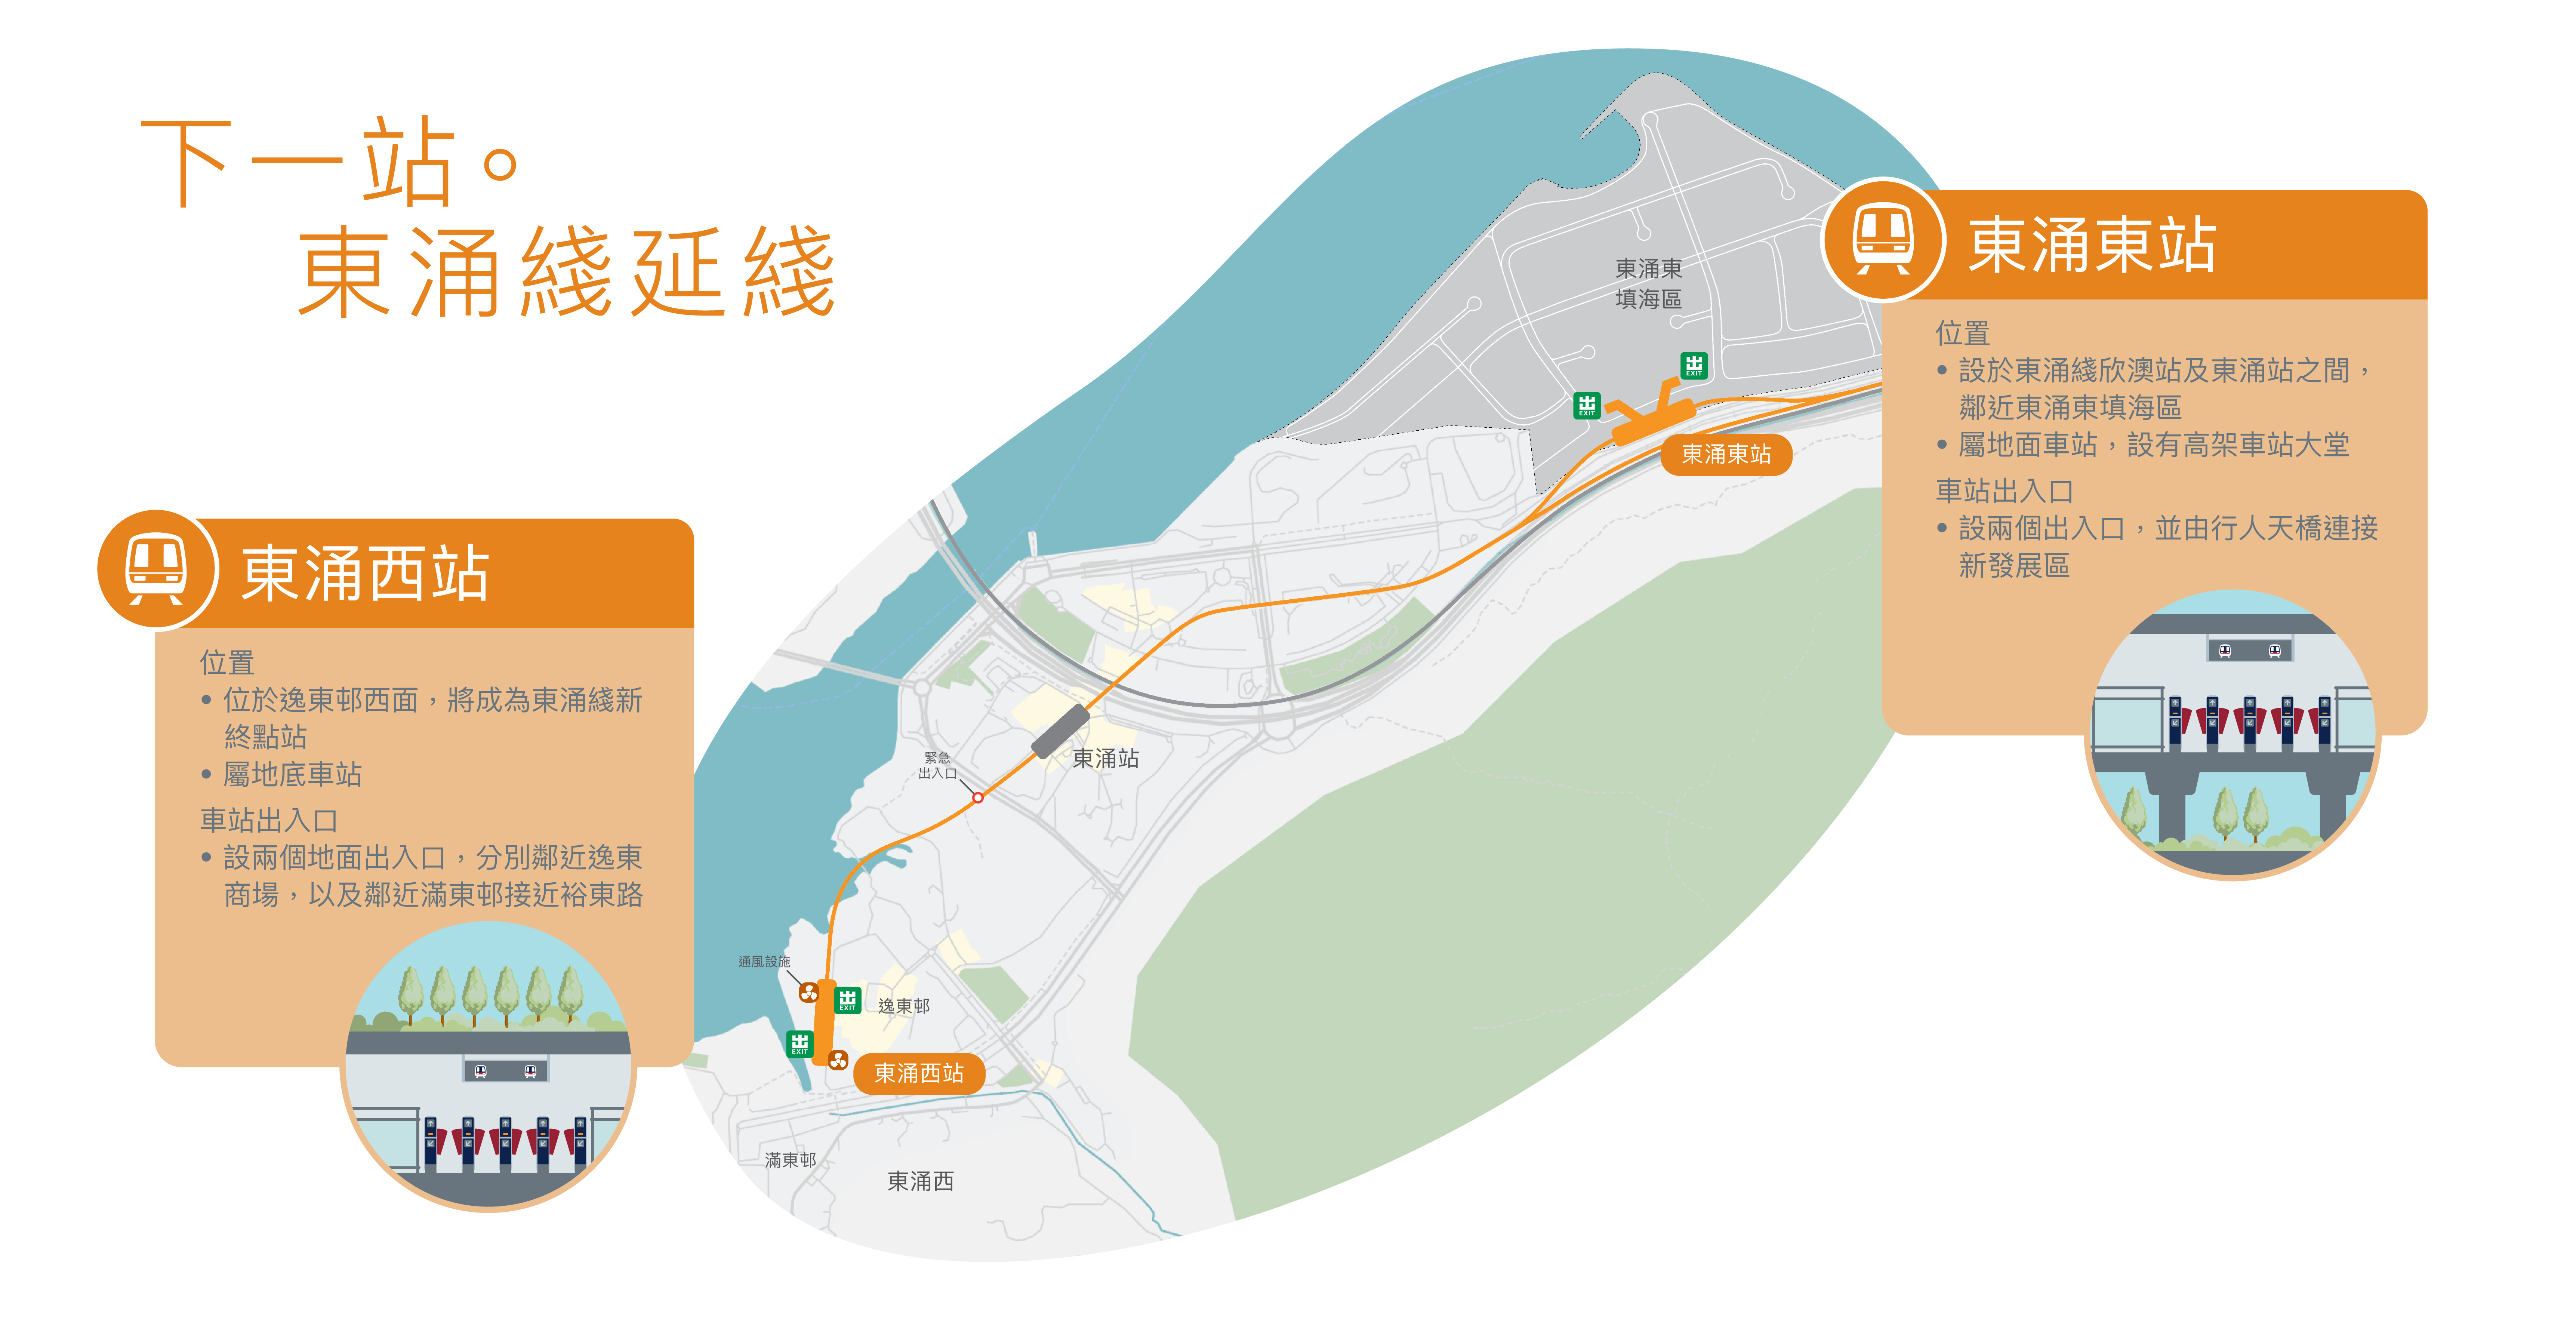 下一站。
東涌綫延綫
東涌東站
位置
• 設於東涌綫欣澳站及東涌站之間，
鄰近東涌東填海區
• 屬地面車站，設有高架車站大堂
車站出入口
• 設兩個出入口，並由行人天橋連接
新發展區
東涌西站
位置
• 位於逸東邨西面，將成為東涌綫新
終點站
• 屬地底車站
車站出入口
• 設兩個地面出入口，分別鄰近逸東
商場，以及鄰近滿東邨接近裕東路
東涌東
填海區
出
EXIT
出
EXIT
東涌東站
東涌站
緊急
出入口
通風設施
出
EXIT
逸東邨
出
EXIT
東涌西站
滿東邨
東涌西